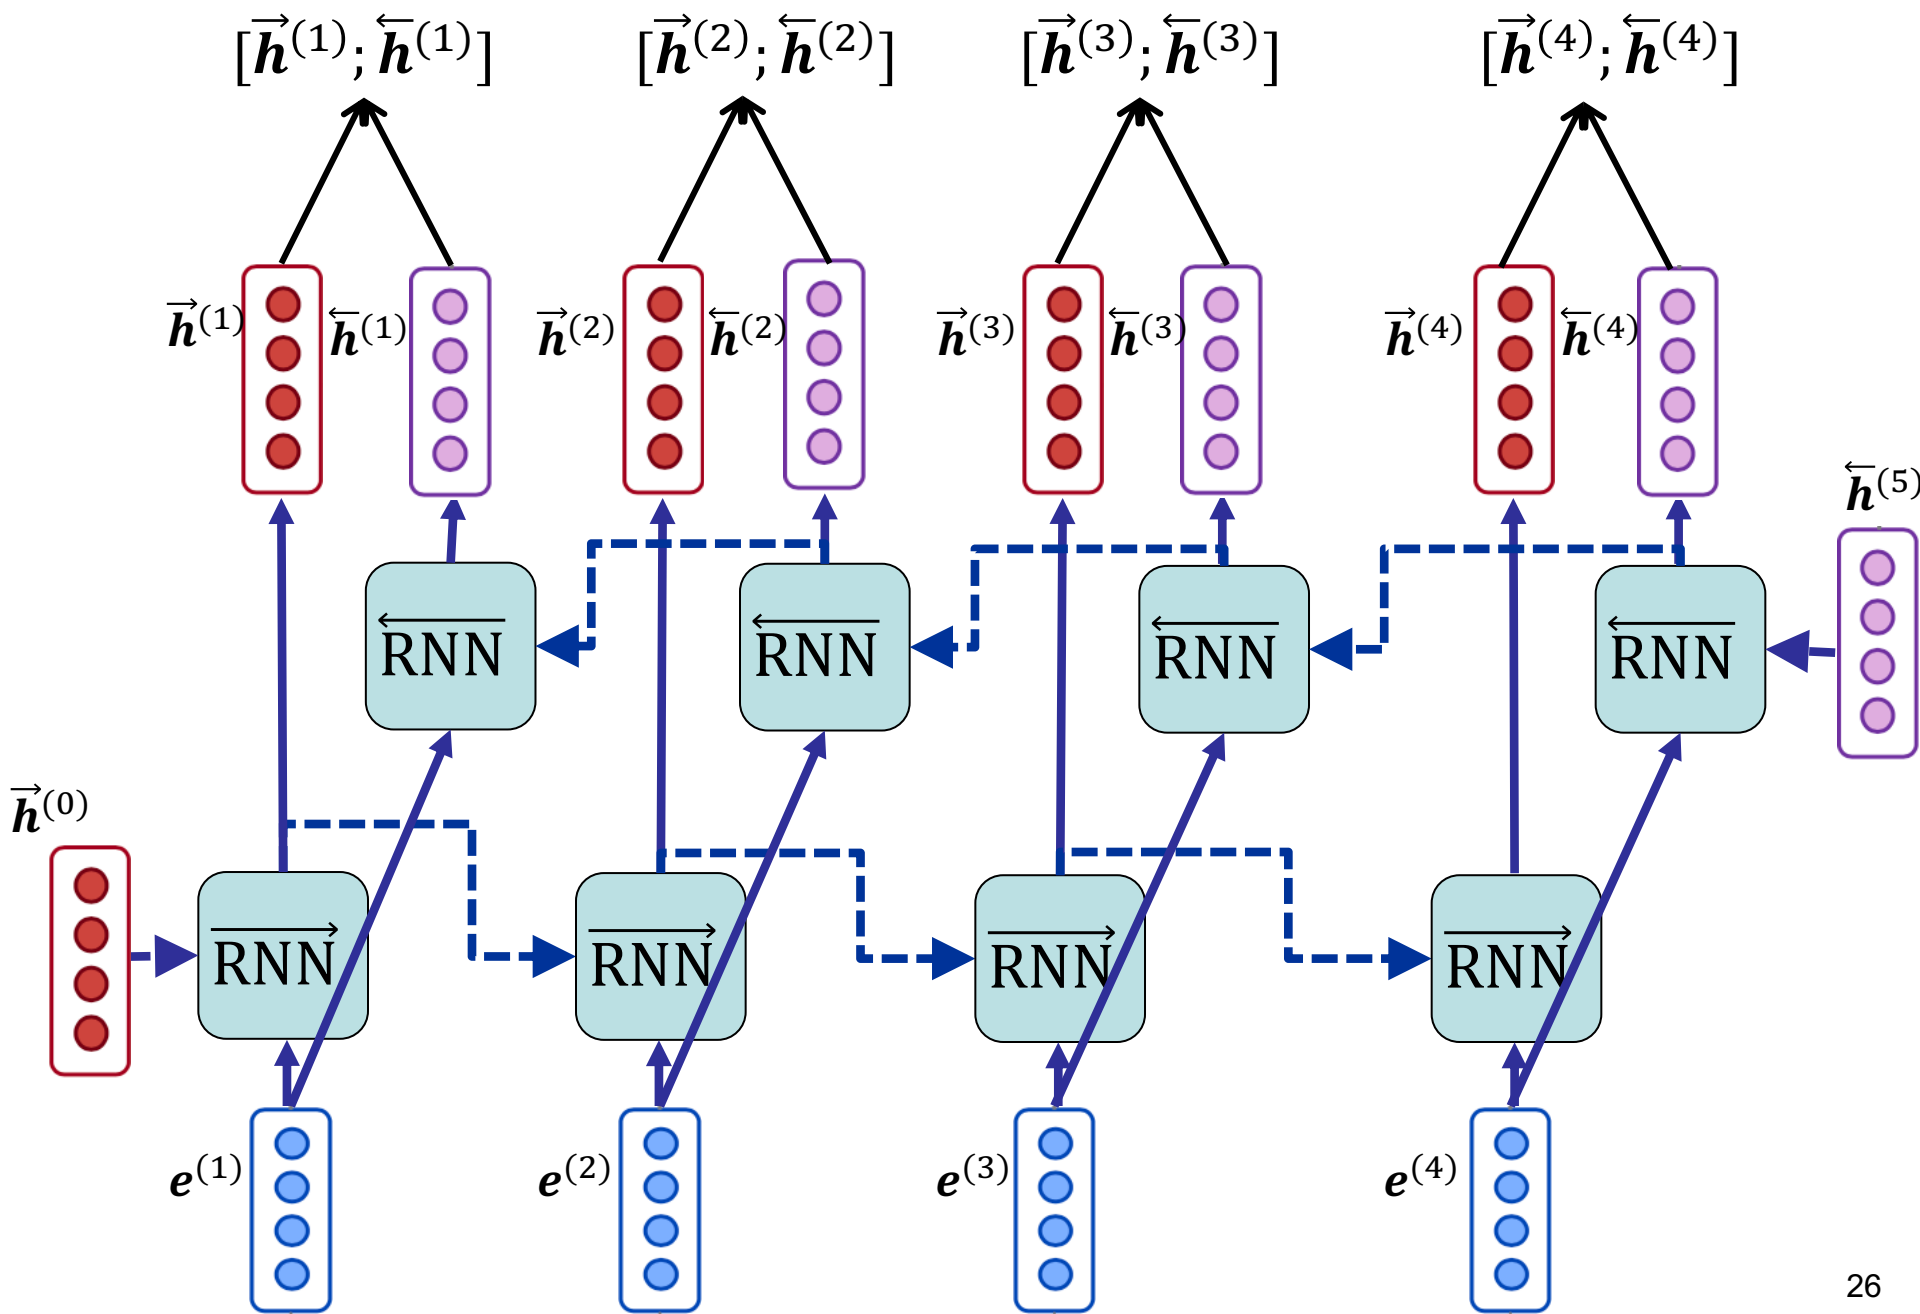 [h⃗⁽¹⁾; h⃖⁽¹⁾] [h⃗⁽²⁾; h⃖⁽²⁾] [h⃗⁽³⁾; h⃖⁽³⁾] [h⃗⁽⁴⁾; h⃖⁽⁴⁾]
h⃗⁽¹⁾ h⃖⁽¹⁾ h⃗⁽²⁾ h⃖⁽²⁾ h⃗⁽³⁾ h⃖⁽³⁾ h⃗⁽⁴⁾ h⃖⁽⁴⁾
h⃖⁽⁵⁾
RNN RNN RNN RNN
h⃗⁽⁰⁾
RNN RNN RNN RNN
e⁽¹⁾ e⁽²⁾ e⁽³⁾ e⁽⁴⁾
26